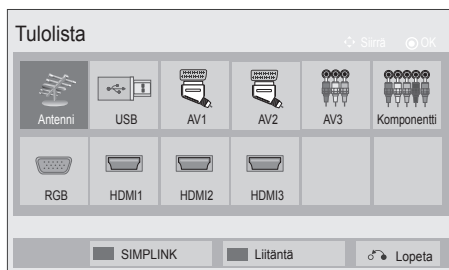 Tulolista
Siirrä OK
Antenni USB AV1 AV2 AV3 Komponentti
RGB HDMI1 HDMI2 HDMI3
SIMPLINK Liitäntä Lopeta